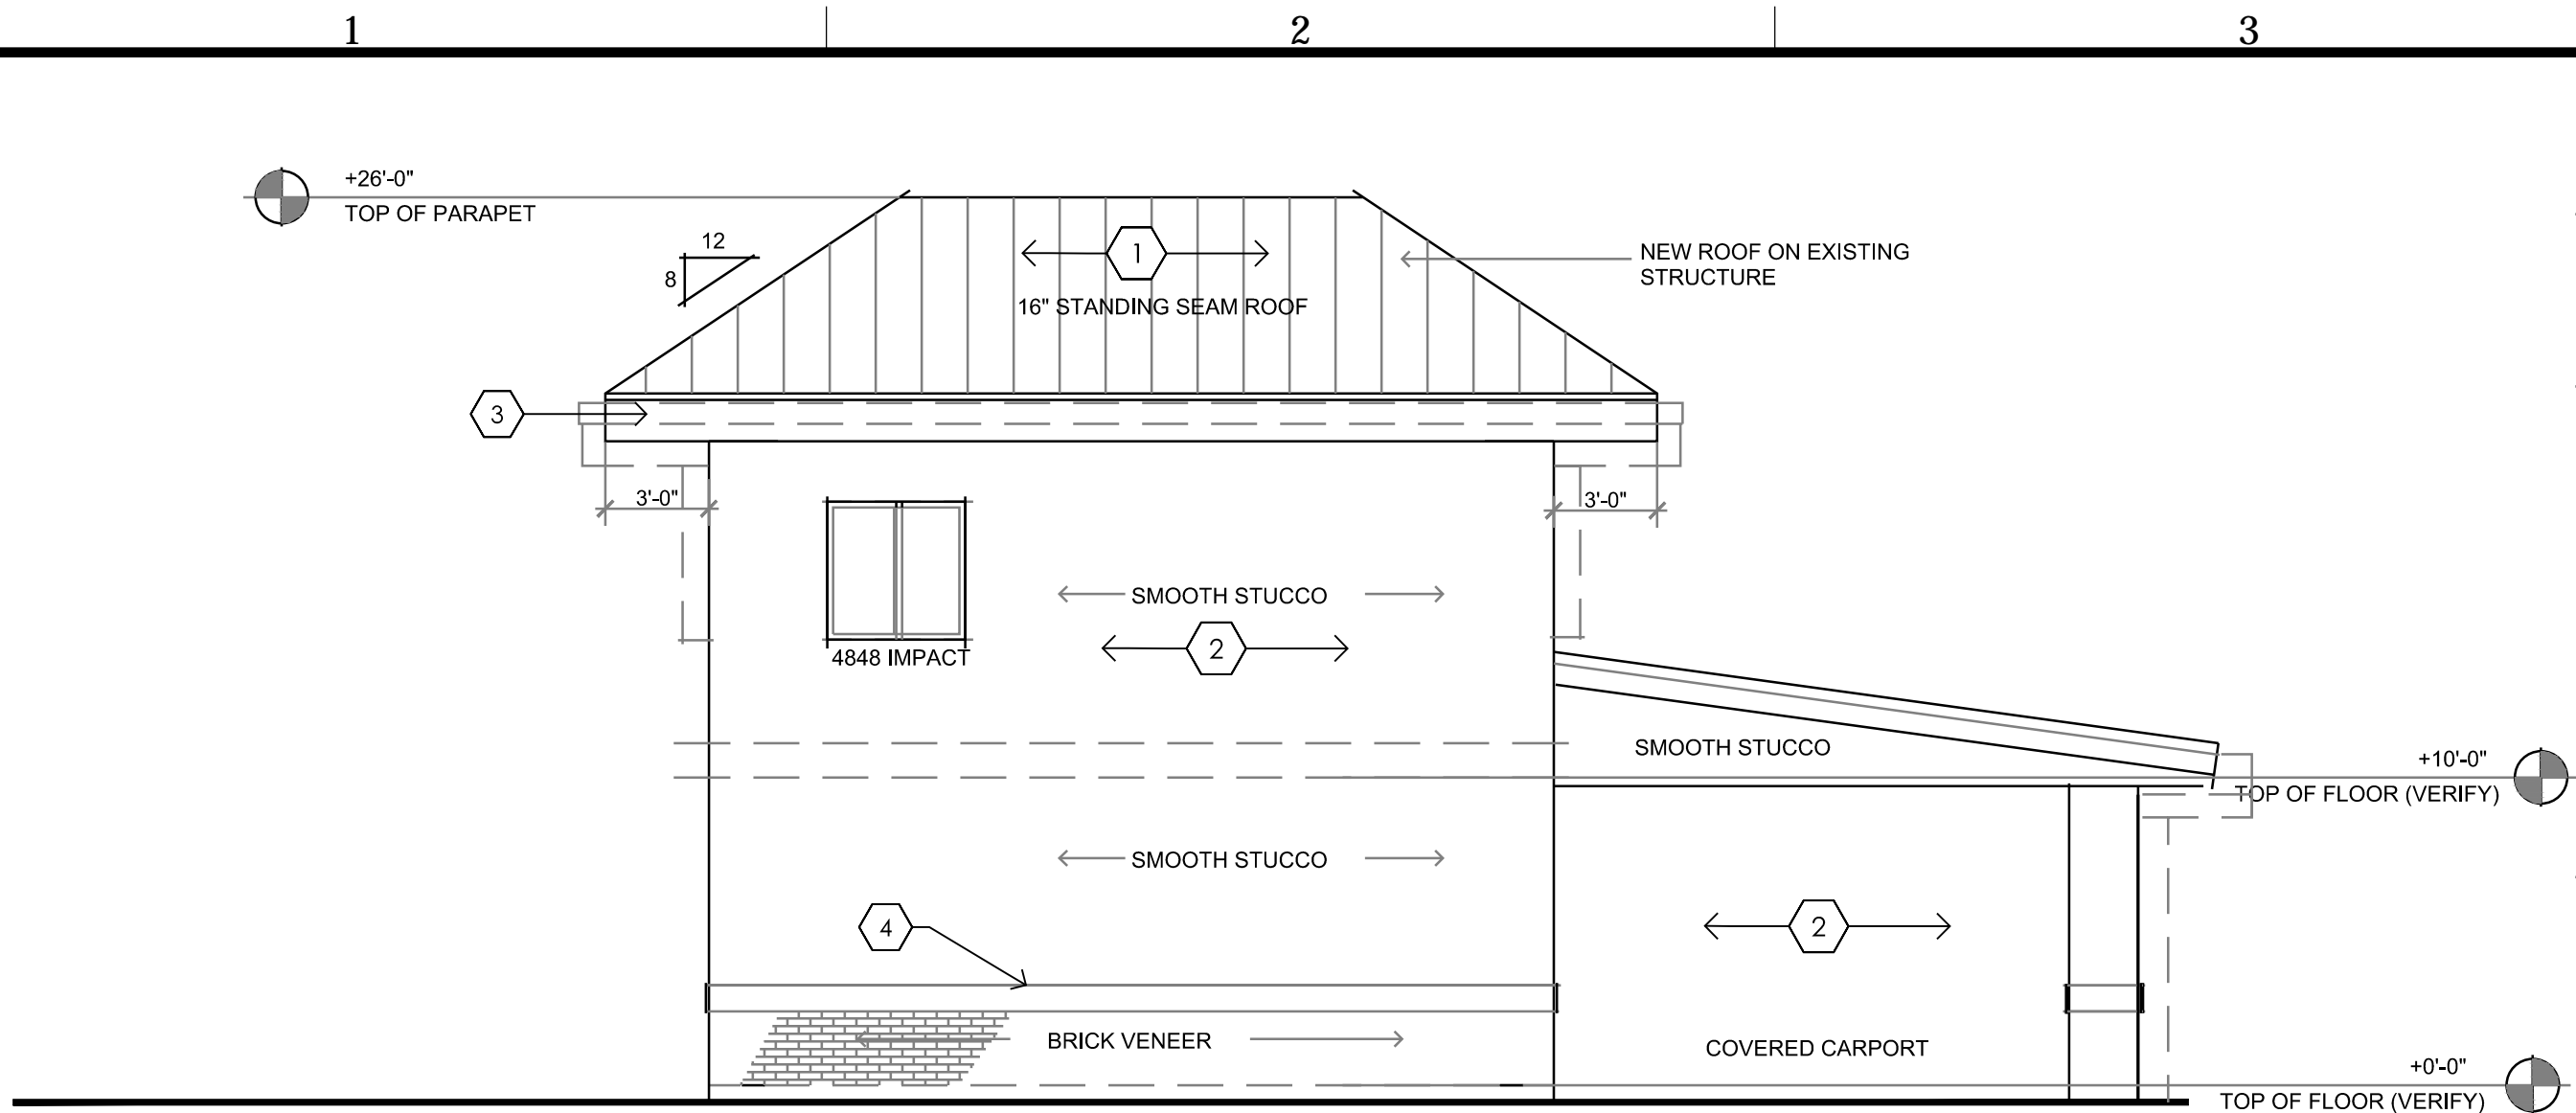 1 2 3
+26'-0"
TOP OF PARAPET
12
8
1
16" STANDING SEAM ROOF
NEW ROOF ON EXISTING
STRUCTURE
3
3'-0"
3'-0"
4848 IMPACT
SMOOTH STUCCO
2
SMOOTH STUCCO
+10'-0"
TOP OF FLOOR (VERIFY)
SMOOTH STUCCO
4
2
BRICK VENEER
COVERED CARPORT
+0'-0"
TOP OF FLOOR (VERIFY)